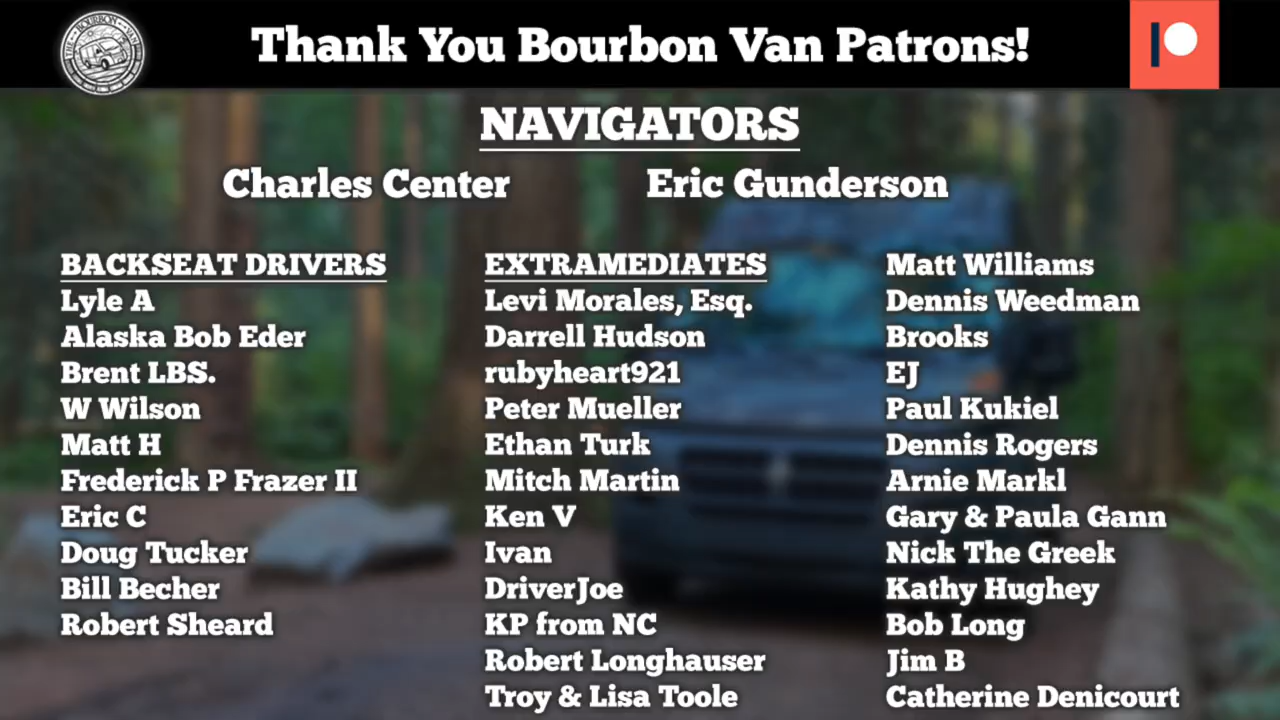 THE BOURBON VAN
Thank You Bourbon Van Patrons!
NAVIGATORS
Charles Center
Eric Gunderson
BACKSEAT DRIVERS
Lyle A
Alaska Bob Eder
Brent LBS.
W Wilson
Matt H
Frederick P Frazer II
Eric C
Doug Tucker
Bill Becher
Robert Sheard
EXTRAMEDIATES
Levi Morales, Esq.
Darrell Hudson
rubyheart921
Peter Mueller
Ethan Turk
Mitch Martin
Ken V
Ivan
DriverJoe
KP from NC
Robert Longhauser
Troy & Lisa Toole
Matt Williams
Dennis Weedman
Brooks
EJ
Paul Kukiel
Dennis Rogers
Arnie Markl
Gary & Paula Gann
Nick The Greek
Kathy Hughey
Bob Long
Jim B
Catherine Denicourt